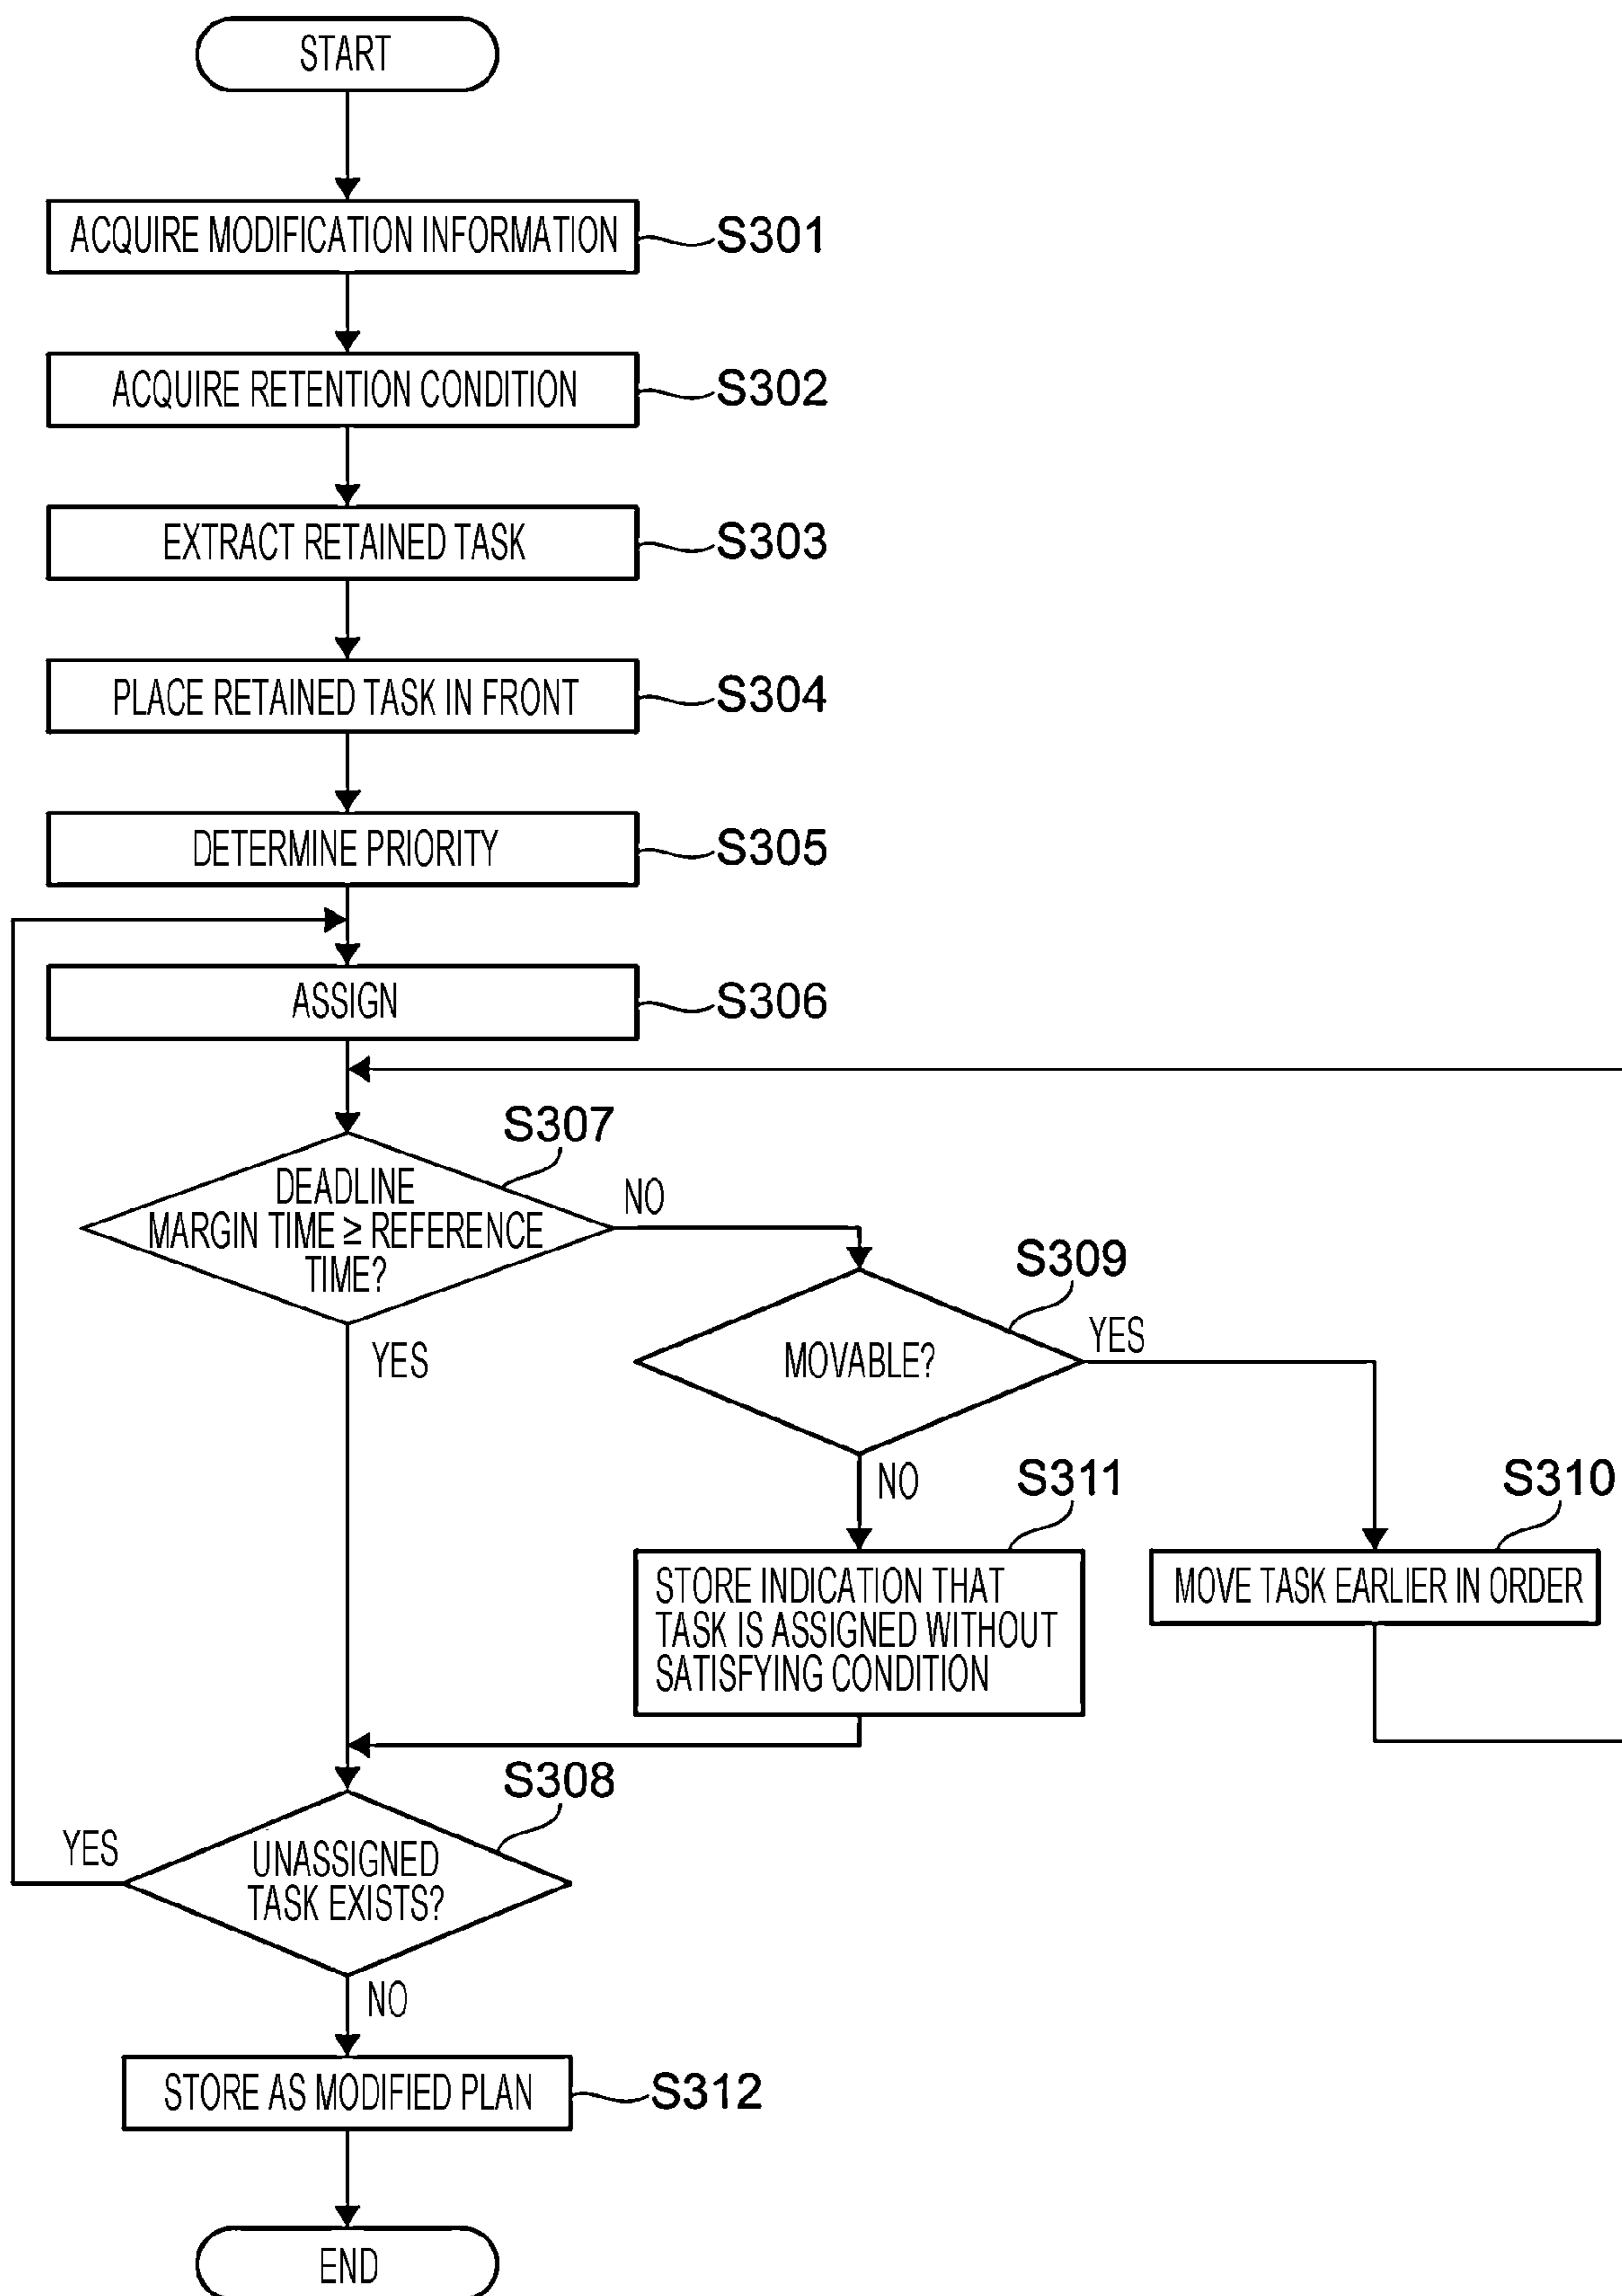 START
ACQUIRE MODIFICATION INFORMATION
S301
ACQUIRE RETENTION CONDITION
S302
EXTRACT RETAINED TASK
S303
PLACE RETAINED TASK IN FRONT
S304
DETERMINE PRIORITY
S305
ASSIGN
S306
S307
DEADLINE
MARGIN TIME ≥ REFERENCE
TIME?
NO
YES
S309
MOVABLE?
YES
NO
S311
STORE INDICATION THAT
TASK IS ASSIGNED WITHOUT
SATISFYING CONDITION
S310
MOVE TASK EARLIER IN ORDER
S308
UNASSIGNED
TASK EXISTS?
YES
NO
STORE AS MODIFIED PLAN
S312
END